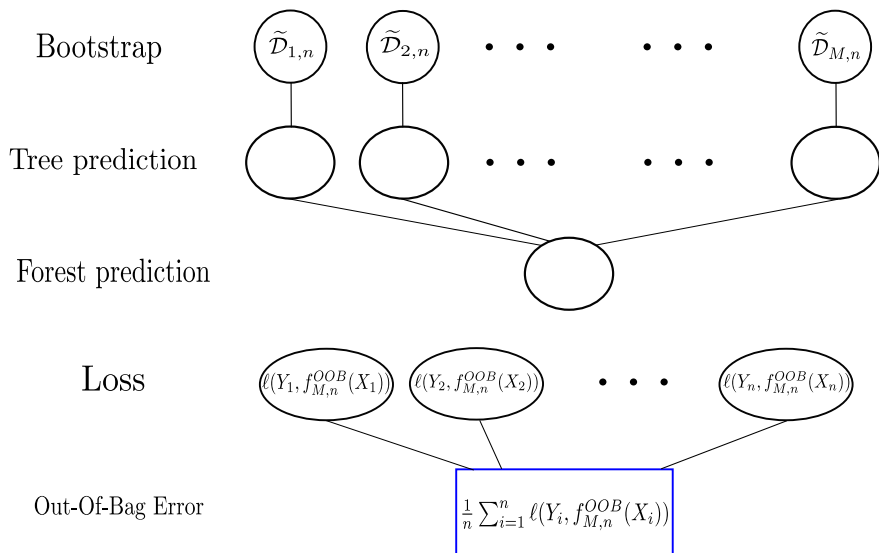 Bootstrap $\widetilde{\mathcal{D}}_{1,n}$ $\widetilde{\mathcal{D}}_{2,n}$ • • • • • • $\widetilde{\mathcal{D}}_{M,n}$
Tree prediction • • • • • •
Forest prediction
Loss $\ell(Y_1, f_{M,n}^{OOB}(X_1))$ $\ell(Y_2, f_{M,n}^{OOB}(X_2))$ • • • $\ell(Y_n, f_{M,n}^{OOB}(X_n))$
Out-Of-Bag Error $\frac{1}{n} \sum_{i=1}^{n} \ell(Y_i, f_{M,n}^{OOB}(X_i))$